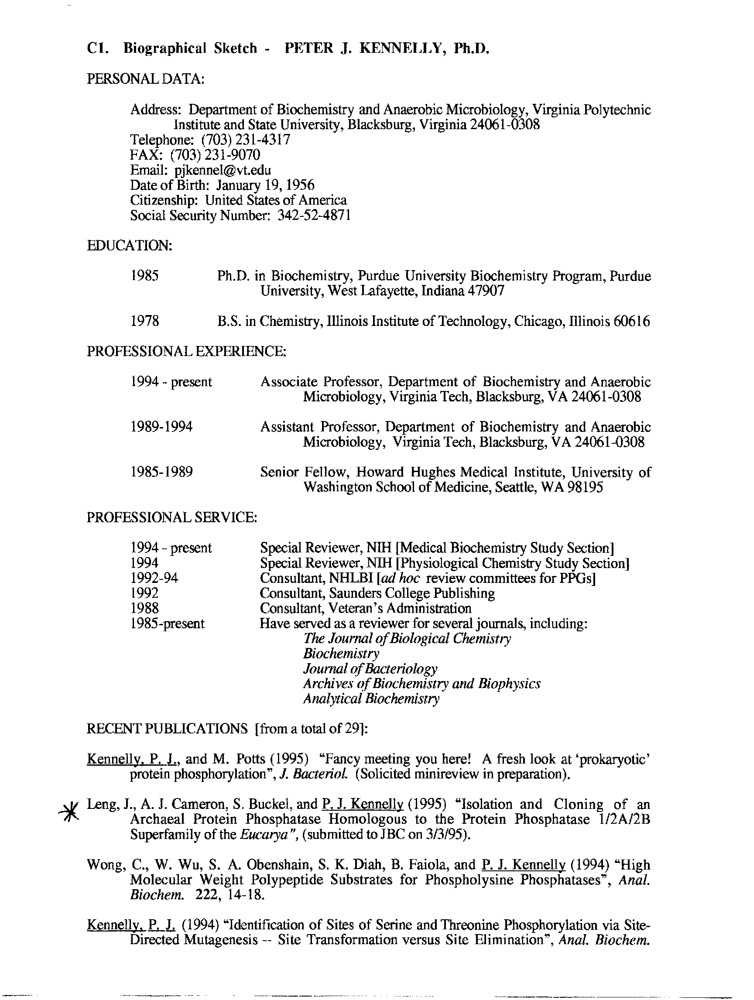 C1. Biographical Sketch - PETER J. KENNELLY, Ph.D.
PERSONAL DATA:
Address: Department of Biochemistry and Anaerobic Microbiology, Virginia Polytechnic
Institute and State University, Blacksburg, Virginia 24061-0308
Telephone: (703) 231-4317
FAX: (703) 231-9070
Email: pjkennel@vt.edu
Date of Birth: January 19, 1956
Citizenship: United States of America
Social Security Number: 342-52-4871
EDUCATION:
1985 Ph.D. in Biochemistry, Purdue University Biochemistry Program, Purdue
University, West Lafayette, Indiana 47907
1978 B.S. in Chemistry, Illinois Institute of Technology, Chicago, Illinois 60616
PROFESSIONAL EXPERIENCE:
1994 - present Associate Professor, Department of Biochemistry and Anaerobic
Microbiology, Virginia Tech, Blacksburg, VA 24061-0308
1989-1994 Assistant Professor, Department of Biochemistry and Anaerobic
Microbiology, Virginia Tech, Blacksburg, VA 24061-0308
1985-1989 Senior Fellow, Howard Hughes Medical Institute, University of
Washington School of Medicine, Seattle, WA 98195
PROFESSIONAL SERVICE:
1994 - present Special Reviewer, NIH [Medical Biochemistry Study Section]
1994 Special Reviewer, NIH [Physiological Chemistry Study Section]
1992-94 Consultant, NHLBI [ad hoc review committees for PPGs]
1992 Consultant, Saunders College Publishing
1988 Consultant, Veteran's Administration
1985-present Have served as a reviewer for several journals, including:
The Journal of Biological Chemistry
Biochemistry
Journal of Bacteriology
Archives of Biochemistry and Biophysics
Analytical Biochemistry
RECENT PUBLICATIONS [from a total of 29]:
Kennelly, P. J., and M. Potts (1995) "Fancy meeting you here! A fresh look at 'prokaryotic'
protein phosphorylation", J. Bacteriol. (Solicited minireview in preparation).
Leng, J., A. J. Cameron, S. Buckel, and P. J. Kennelly (1995) "Isolation and Cloning of an
Archaeal Protein Phosphatase Homologous to the Protein Phosphatase 1/2A/2B
Superfamily of the Eucarya", (submitted to JBC on 3/3/95).
Wong, C., W. Wu, S. A. Obenshain, S. K. Diah, B. Faiola, and P. J. Kennelly (1994) "High
Molecular Weight Polypeptide Substrates for Phospholysine Phosphatases", Anal.
Biochem. 222, 14-18.
Kennelly, P. J. (1994) "Identification of Sites of Serine and Threonine Phosphorylation via Site-
Directed Mutagenesis -- Site Transformation versus Site Elimination", Anal. Biochem.